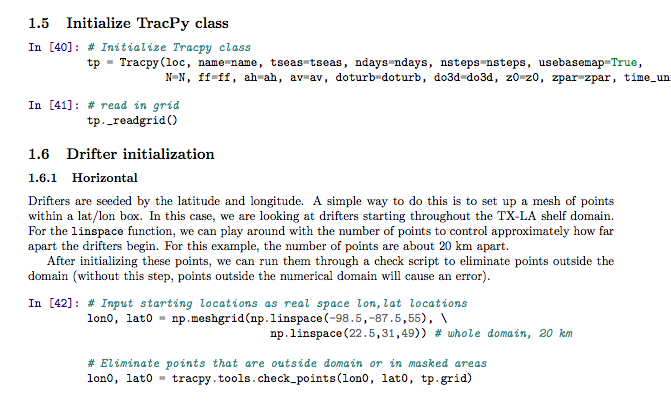 1.5 Initialize TracPy class
In [40]: # Initialize Tracpy class
tp = Tracpy(loc, name=name, tseas=tseas, ndays=ndays, nsteps=nsteps, usebasemap=True,
N=N, ff=ff, ah=ah, av=av, doturb=doturb, do3d=do3d, z0=z0, zpar=zpar, time_un
In [41]: # read in grid
tp._readgrid()
1.6 Drifter initialization
1.6.1 Horizontal
Drifters are seeded by the latitude and longitude. A simple way to do this is to set up a mesh of points
within a lat/lon box. In this case, we are looking at drifters starting throughout the TX-LA shelf domain.
For the linspace function, we can play around with the number of points to control approximately how far
apart the drifters begin. For this example, the number of points are about 20 km apart.
After initializing these points, we can run them through a check script to eliminate points outside the
domain (without this step, points outside the numerical domain will cause an error).
In [42]: # Input starting locations as real space lon,lat locations
lon0, lat0 = np.meshgrid(np.linspace(-98.5,-87.5,55), \
np.linspace(22.5,31,49)) # whole domain, 20 km
# Eliminate points that are outside domain or in masked areas
lon0, lat0 = tracpy.tools.check_points(lon0, lat0, tp.grid)